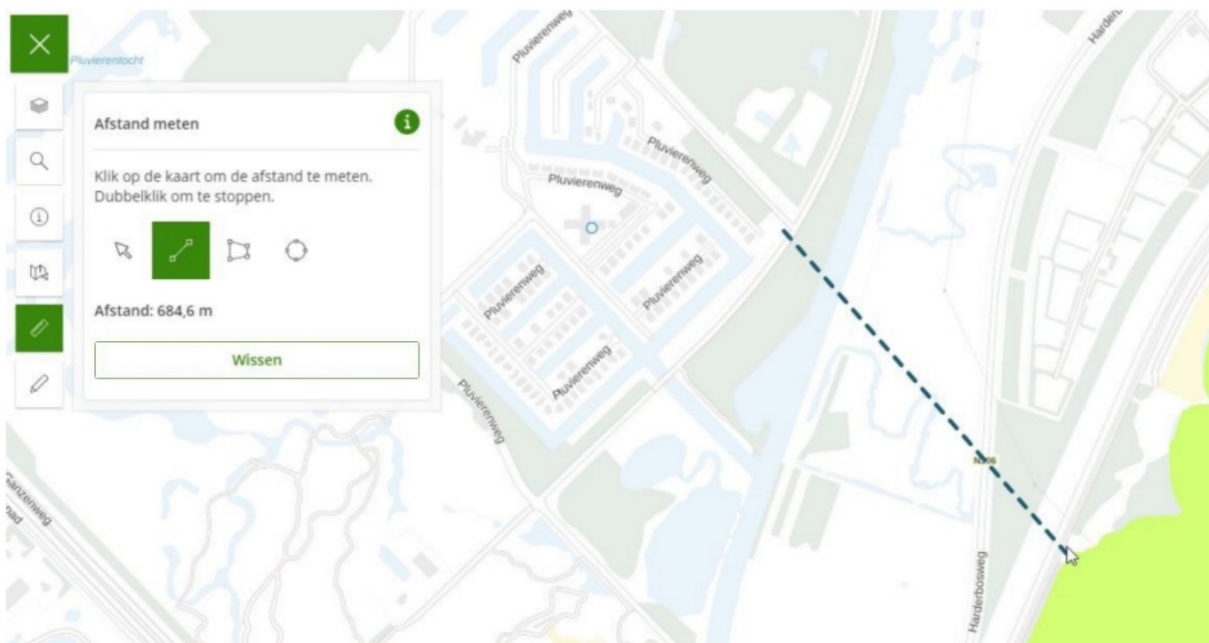 Pluvierentocht
Afstand meten
Klik op de kaart om de afstand te meten.
Dubbelklik om te stoppen.
Afstand: 684,6 m
Wissen
Pluvierenweg
Harderbosweg
Pluvierenweg
Pluvierenweg
Pluvierenweg
Pluvierenweg
Pluvierenweg
Pluvierenweg
Ganzenweg
Harderbosweg